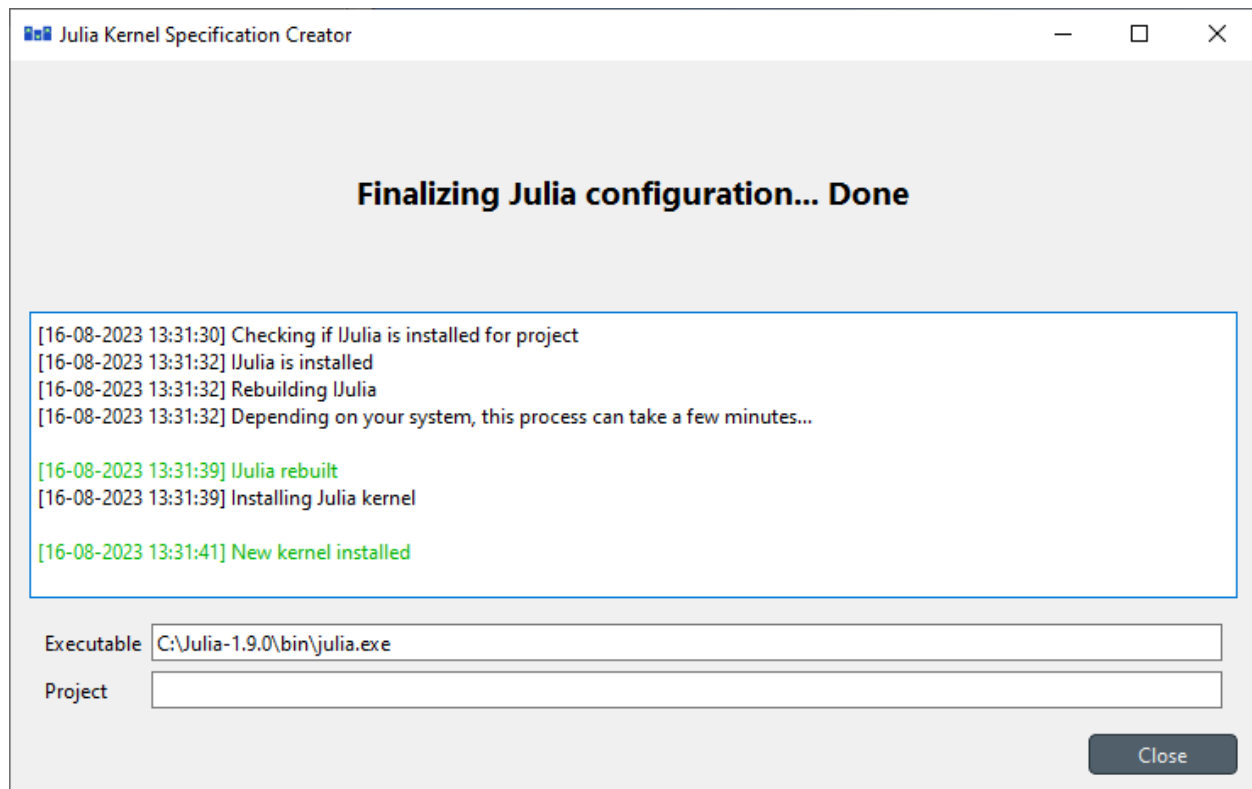 Julia Kernel Specification Creator
Finalizing Julia configuration... Done
[16-08-2023 13:31:30] Checking if IJulia is installed for project
[16-08-2023 13:31:32] IJulia is installed
[16-08-2023 13:31:32] Rebuilding IJulia
[16-08-2023 13:31:32] Depending on your system, this process can take a few minutes...
[16-08-2023 13:31:39] IJulia rebuilt
[16-08-2023 13:31:39] Installing Julia kernel
[16-08-2023 13:31:41] New kernel installed
Executable C:\Julia-1.9.0\bin\julia.exe
Project
Close